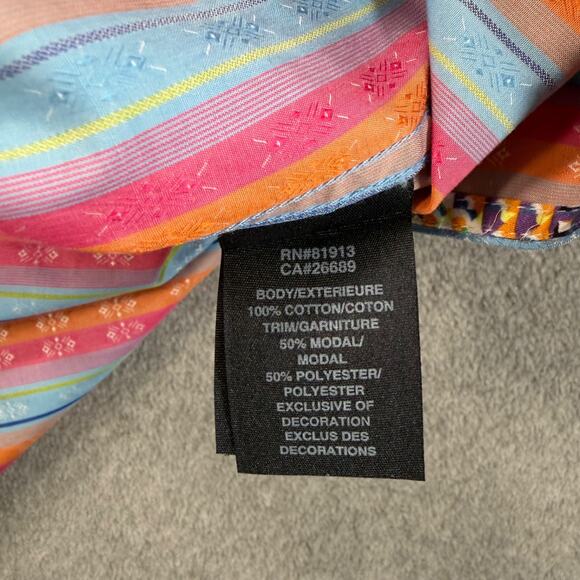 RN#81913
CA#26689
BODY/EXTERIEURE
100% COTTON/COTON
TRIM/GARNITURE
50% MODAL/
MODAL
50% POLYESTER/
POLYESTER
EXCLUSIVE OF
DECORATION
EXCLUS DES
DECORATIONS